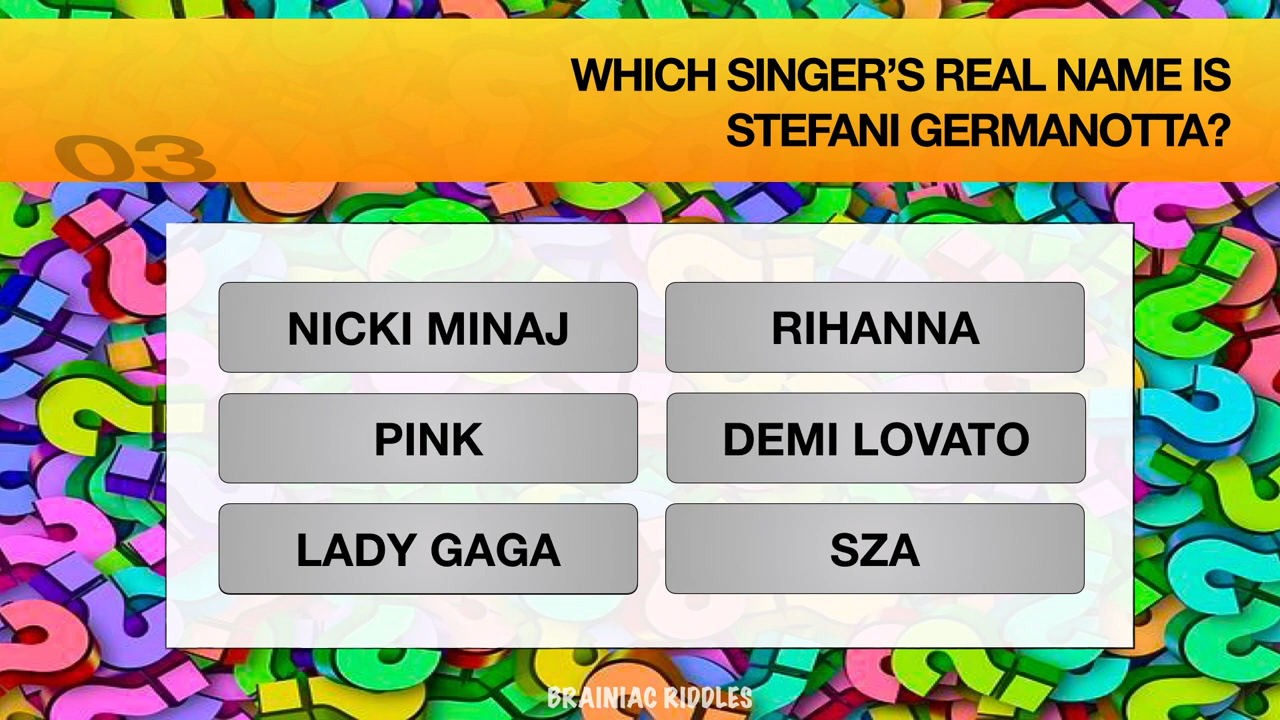 WHICH SINGER’S REAL NAME IS
STEFANI GERMANOTTA?
03
NICKI MINAJ
RIHANNA
PINK
DEMI LOVATO
LADY GAGA
SZA
BRAINIAC RIDDLES